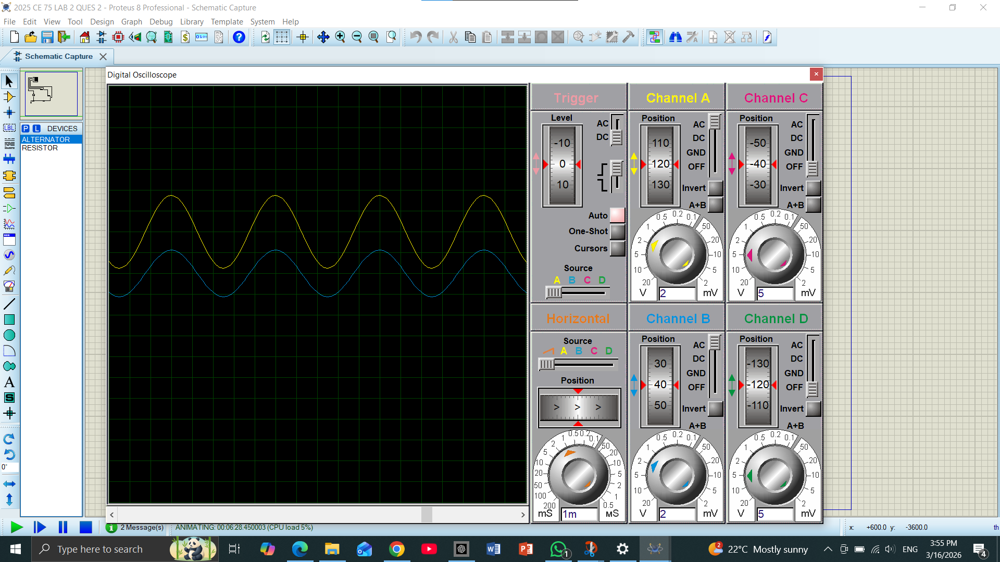 2025 CE 75 LAB 2 QUES 2 - Proteus 8 Professional - Schematic Capture
File Edit View Tool Design Graph Debug Library Template System Help
Schematic Capture
Digital Oscilloscope
P L DEVICES
ALTERNATOR
RESISTOR
LBL
A
S
0°
Trigger
Level
-10
0
10
AC
DC
Auto
One-Shot
Cursors
Source
A B C D
Channel A
Position
110
120
130
AC
DC
GND
OFF
Invert
A+B
20 10 5 2 1 0.5 0.2 0.1 50 20 10 5 2
V 2 mV
Channel C
Position
-50
-40
-30
AC
DC
GND
OFF
Invert
A+B
20 10 5 2 1 0.5 0.2 0.1 50 20 10 5 2
V 5 mV
Horizontal
Source
A B C D
Position
> > >
200 100 50 20 10 5 2 1 0.5 0.2 0.1 50 20 10 5 2 1 0.5
mS 1m µS
Channel B
Position
30
40
50
AC
DC
GND
OFF
Invert
A+B
20 10 5 2 1 0.5 0.2 0.1 50 20 10 5 2
V 2 mV
Channel D
Position
-130
-120
-110
AC
DC
GND
OFF
Invert
A+B
20 10 5 2 1 0.5 0.2 0.1 50 20 10 5 2
V 5 mV
2 Message(s) ANIMATING: 00:06:28.450003 (CPU load 5%) x: +600.0 y: -3600.0 th
Type here to search
1
2 22°C Mostly sunny ENG 3:55 PM
3/16/2026
4